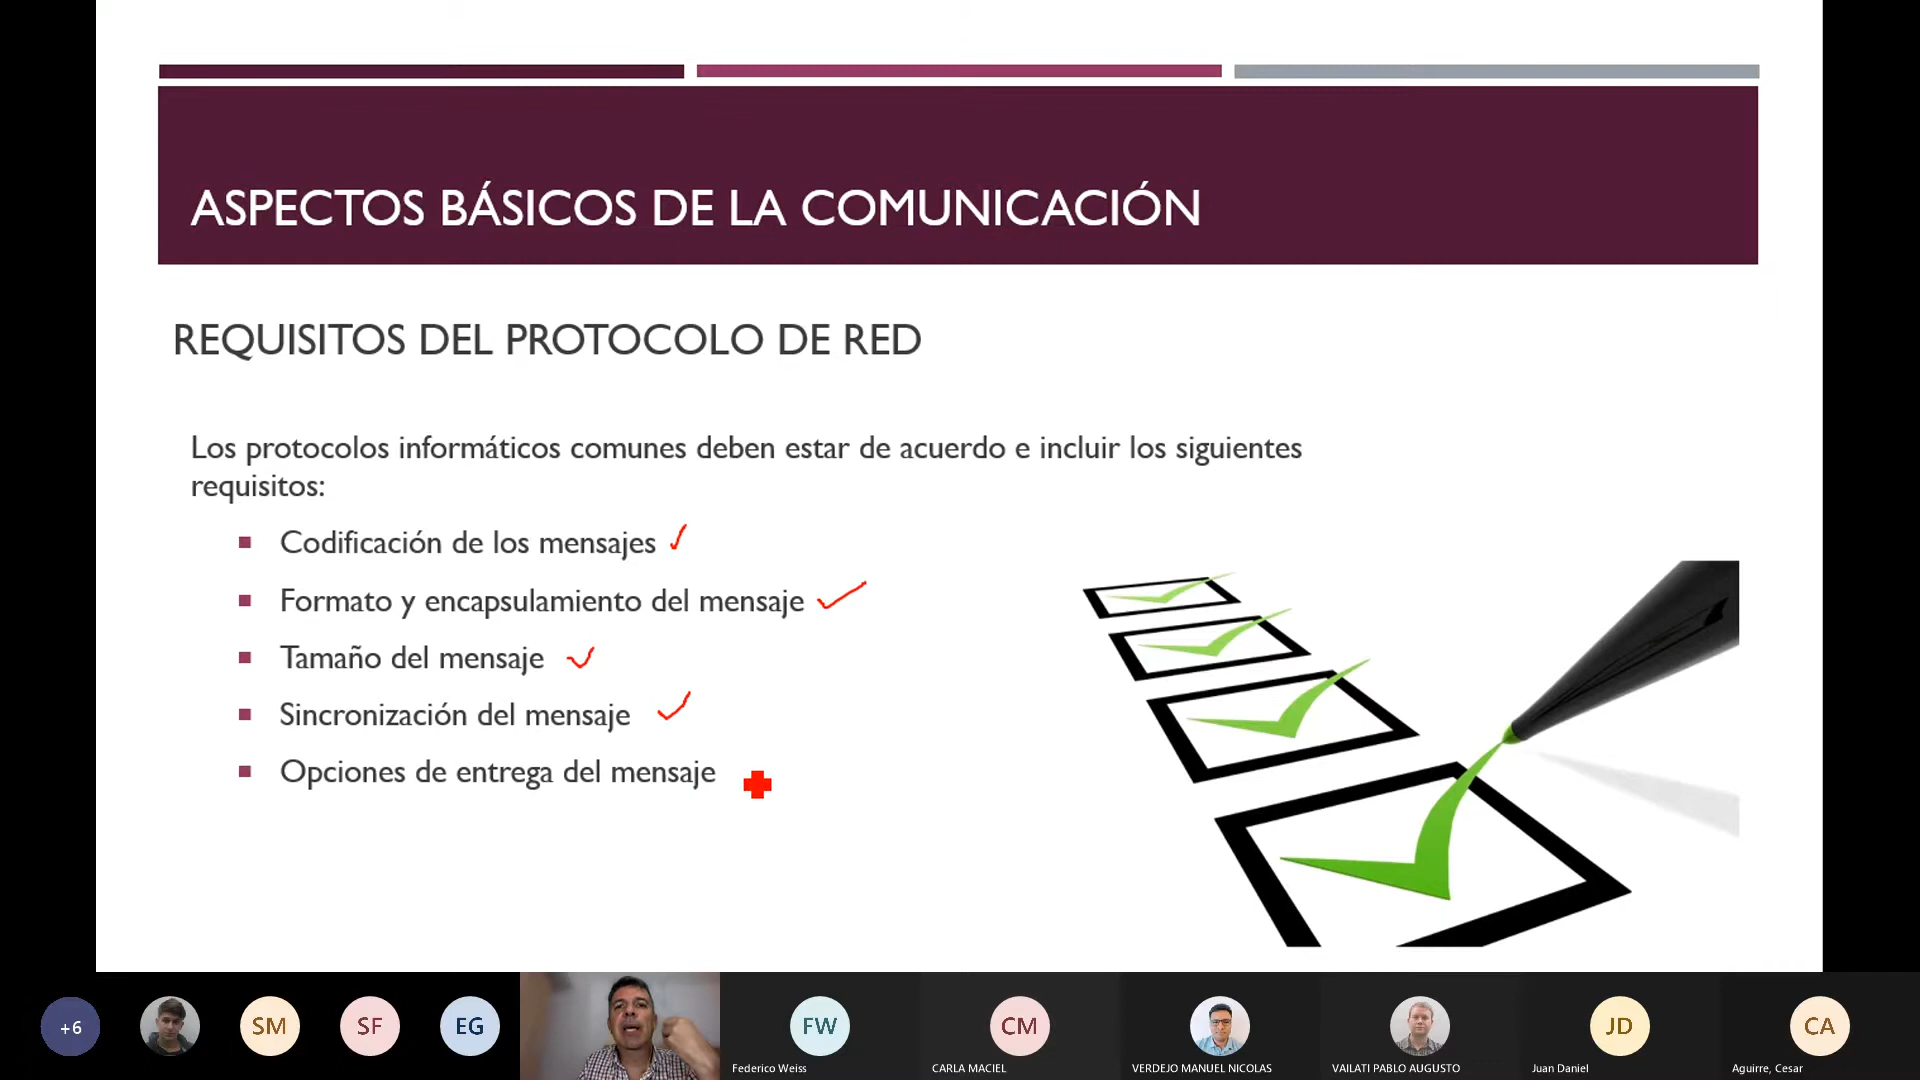 ASPECTOS BÁSICOS DE LA COMUNICACIÓN
REQUISITOS DEL PROTOCOLO DE RED
Los protocolos informáticos comunes deben estar de acuerdo e incluir los siguientes
requisitos:
Codificación de los mensajes
Formato y encapsulamiento del mensaje
Tamaño del mensaje
Sincronización del mensaje
Opciones de entrega del mensaje
+6
SM
SF
EG
FW
CM
JD
CA
Federico Weiss
CARLA MACIEL
VERDEJO MANUEL NICOLAS
VAILATI PABLO AUGUSTO
Juan Daniel
Aguirre, Cesar